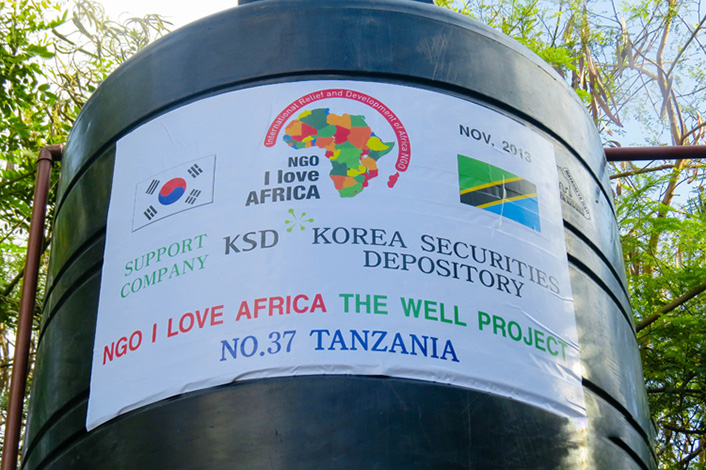 International Relief and Development of Africa NGO
NGO
I love
AFRICA
NOV. 2013
SUPPORT
COMPANY
KSD KOREA SECURITIES
DEPOSITORY
NGO I LOVE AFRICA THE WELL PROJECT
NO.37 TANZANIA